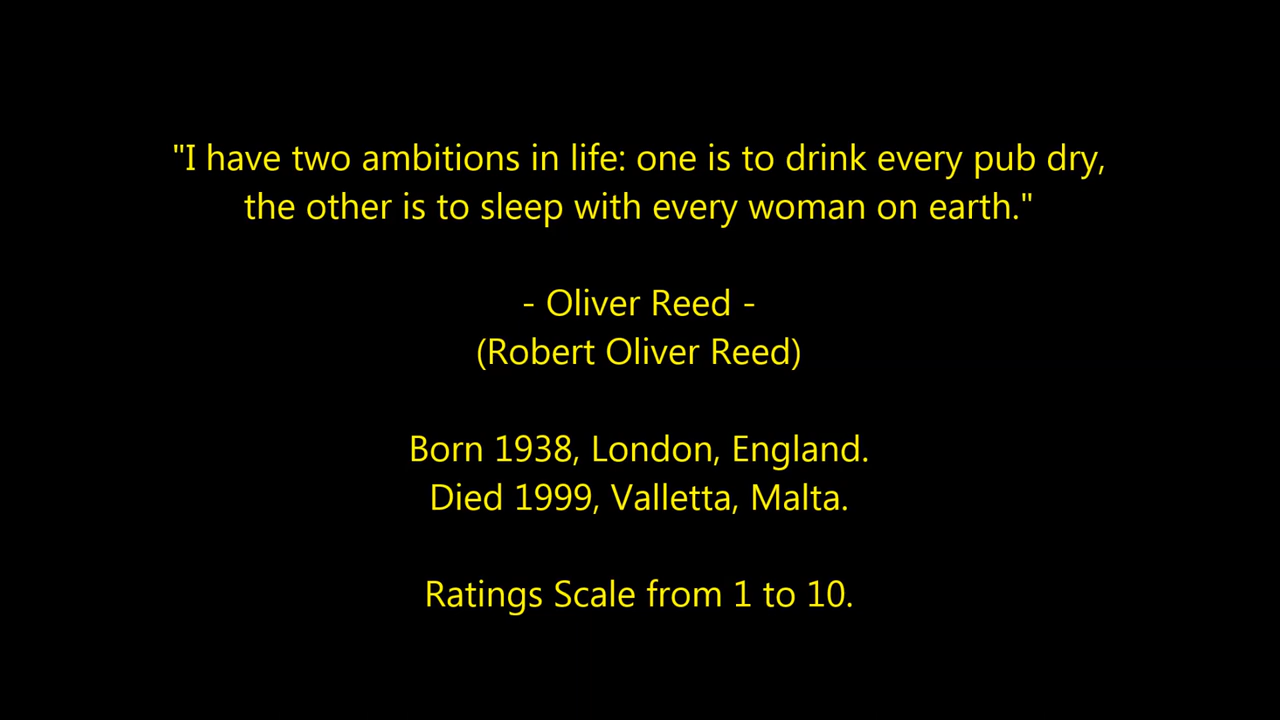 "I have two ambitions in life: one is to drink every pub dry,
the other is to sleep with every woman on earth."
- Oliver Reed -
(Robert Oliver Reed)
Born 1938, London, England.
Died 1999, Valletta, Malta.
Ratings Scale from 1 to 10.